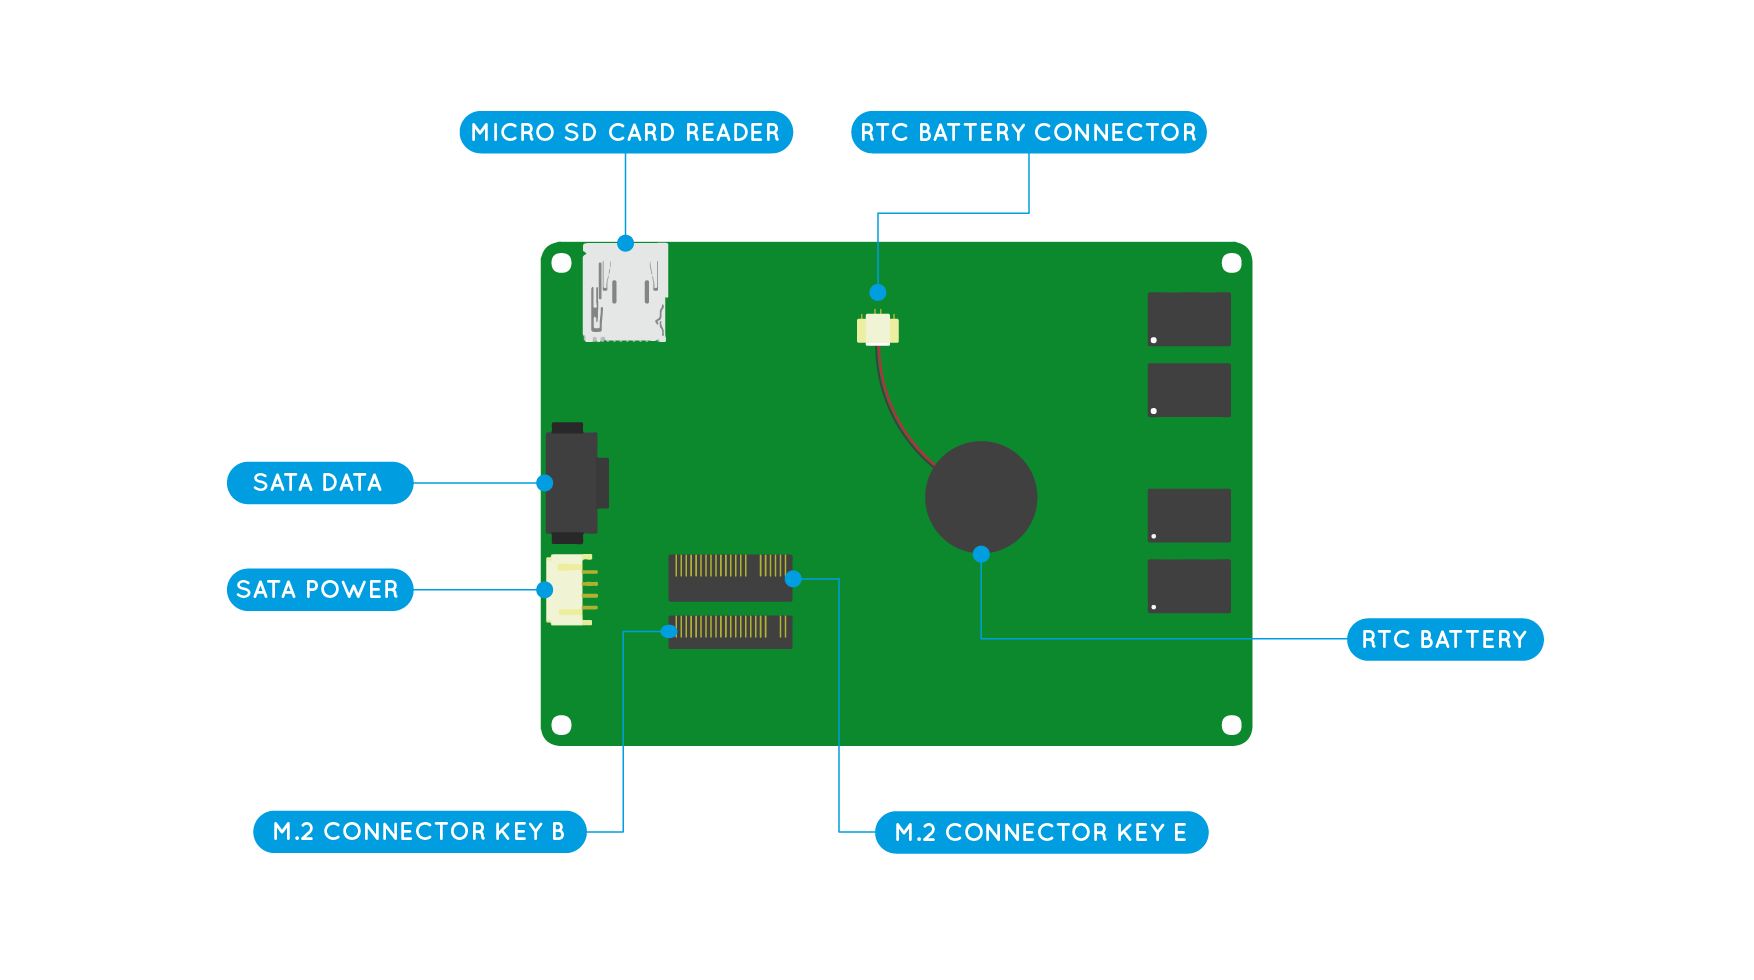 MICRO SD CARD READER
RTC BATTERY CONNECTOR
SATA DATA
SATA POWER
RTC BATTERY
M.2 CONNECTOR KEY B
M.2 CONNECTOR KEY E